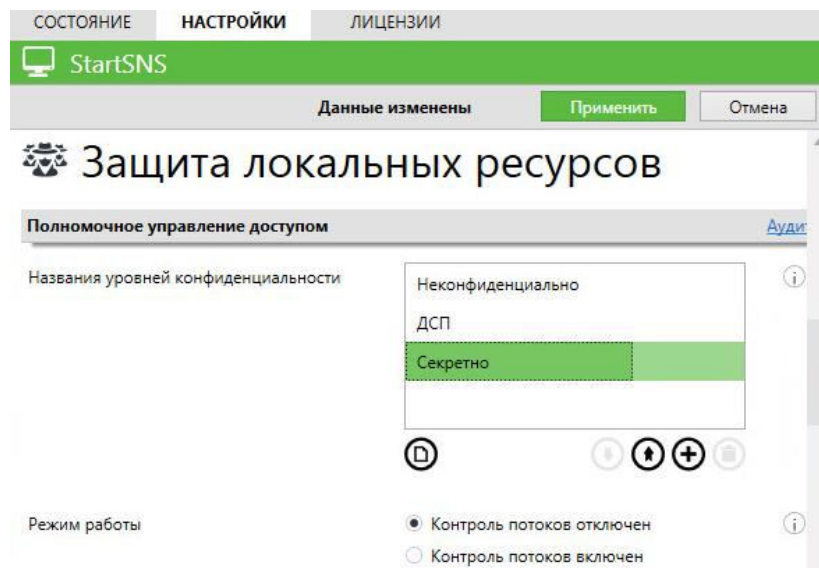 СОСТОЯНИЕ НАСТРОЙКИ ЛИЦЕНЗИИ
StartSNS
Данные изменены Применить Отмена
Защита локальных ресурсов
Полномочное управление доступом Аудит
Названия уровней конфиденциальности
Неконфиденциально
ДСП
Секретно
Режим работы
Контроль потоков отключен
Контроль потоков включен